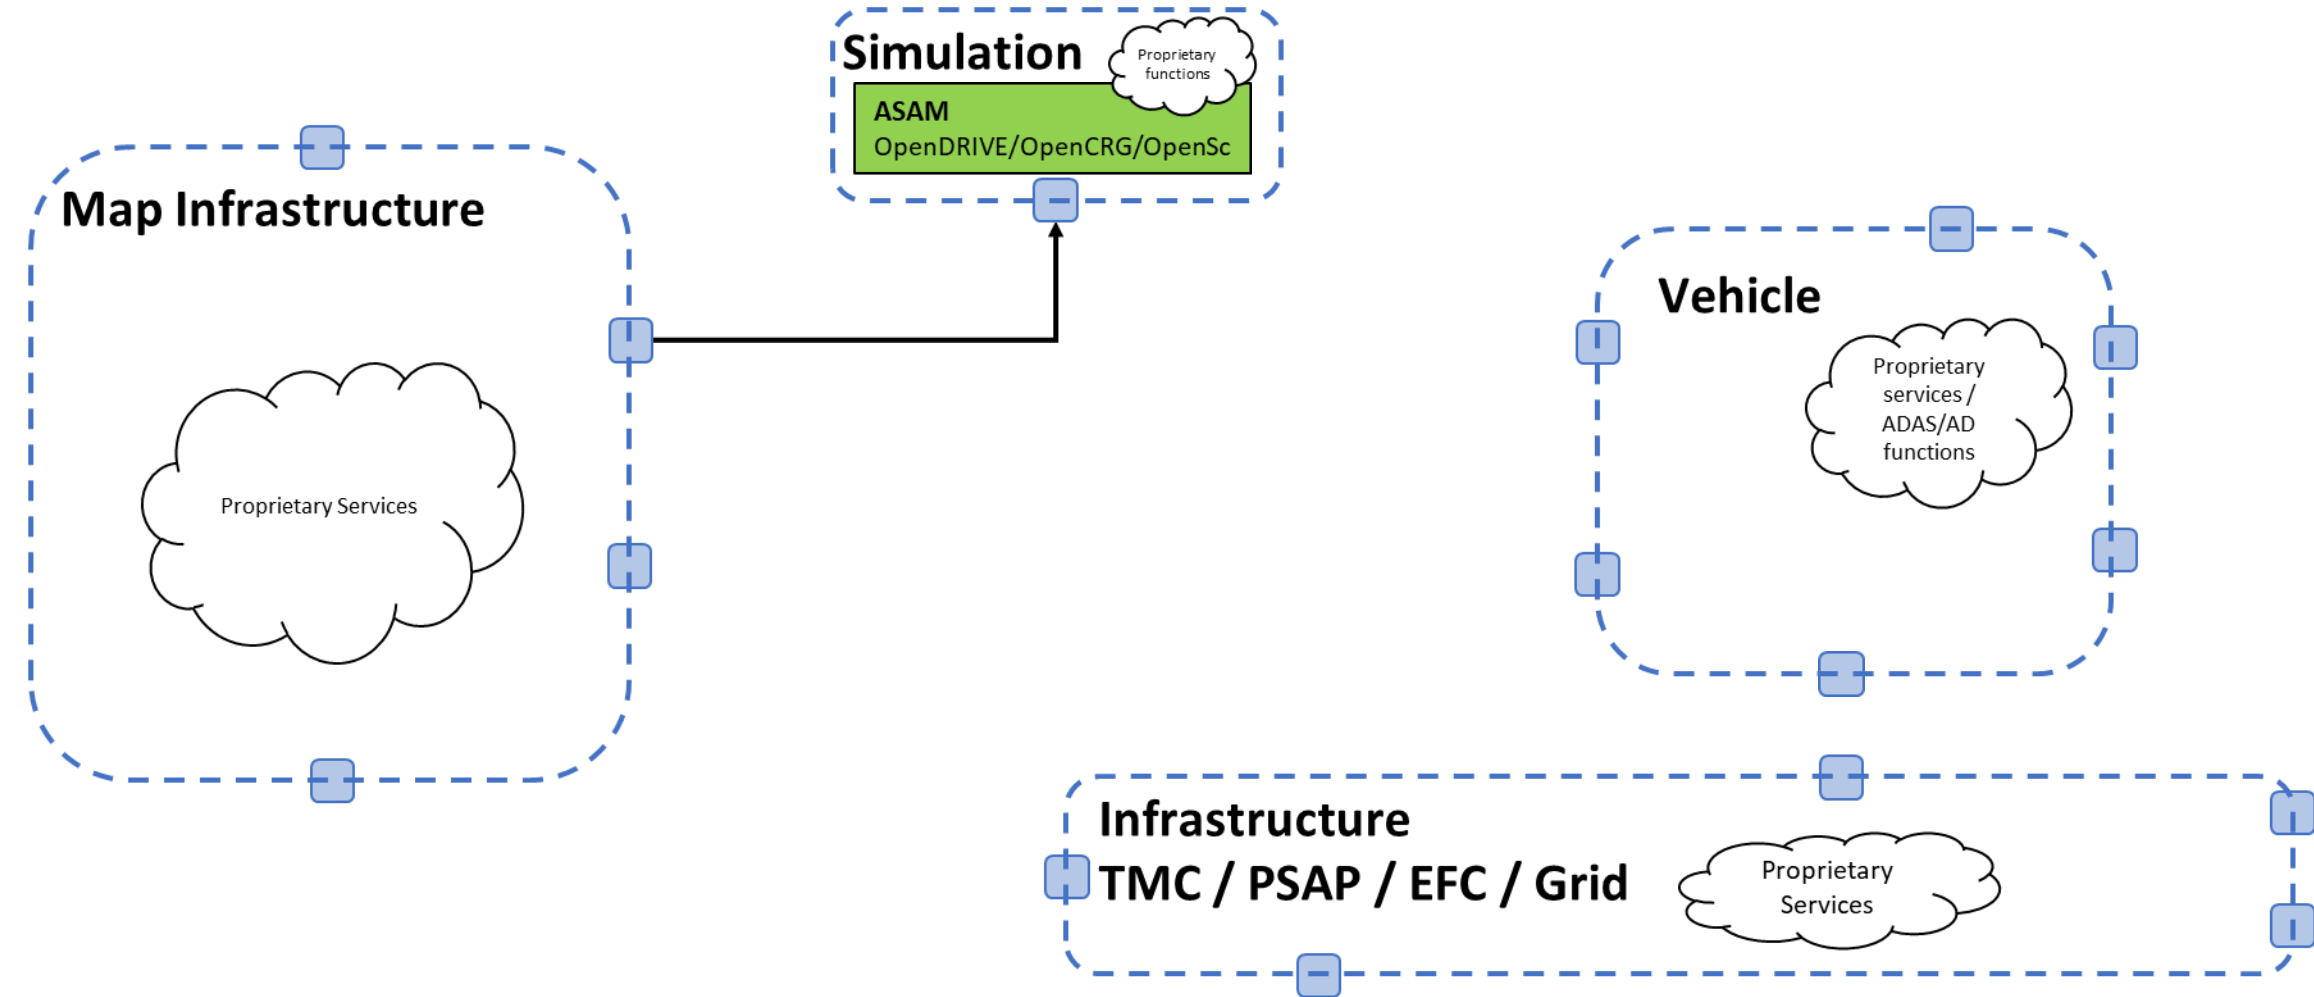 Simulation
Proprietary
functions
ASAM
OpenDRIVE/OpenCRG/OpenSc
Map Infrastructure
Proprietary Services
Vehicle
Proprietary
services /
ADAS/AD
functions
Infrastructure
TMC / PSAP / EFC / Grid
Proprietary
Services